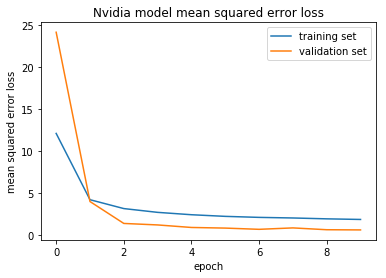 Nvidia model mean squared error loss
training set
validation set
mean squared error loss
25
20
15
10
5
0
0 2 4 6 8
epoch